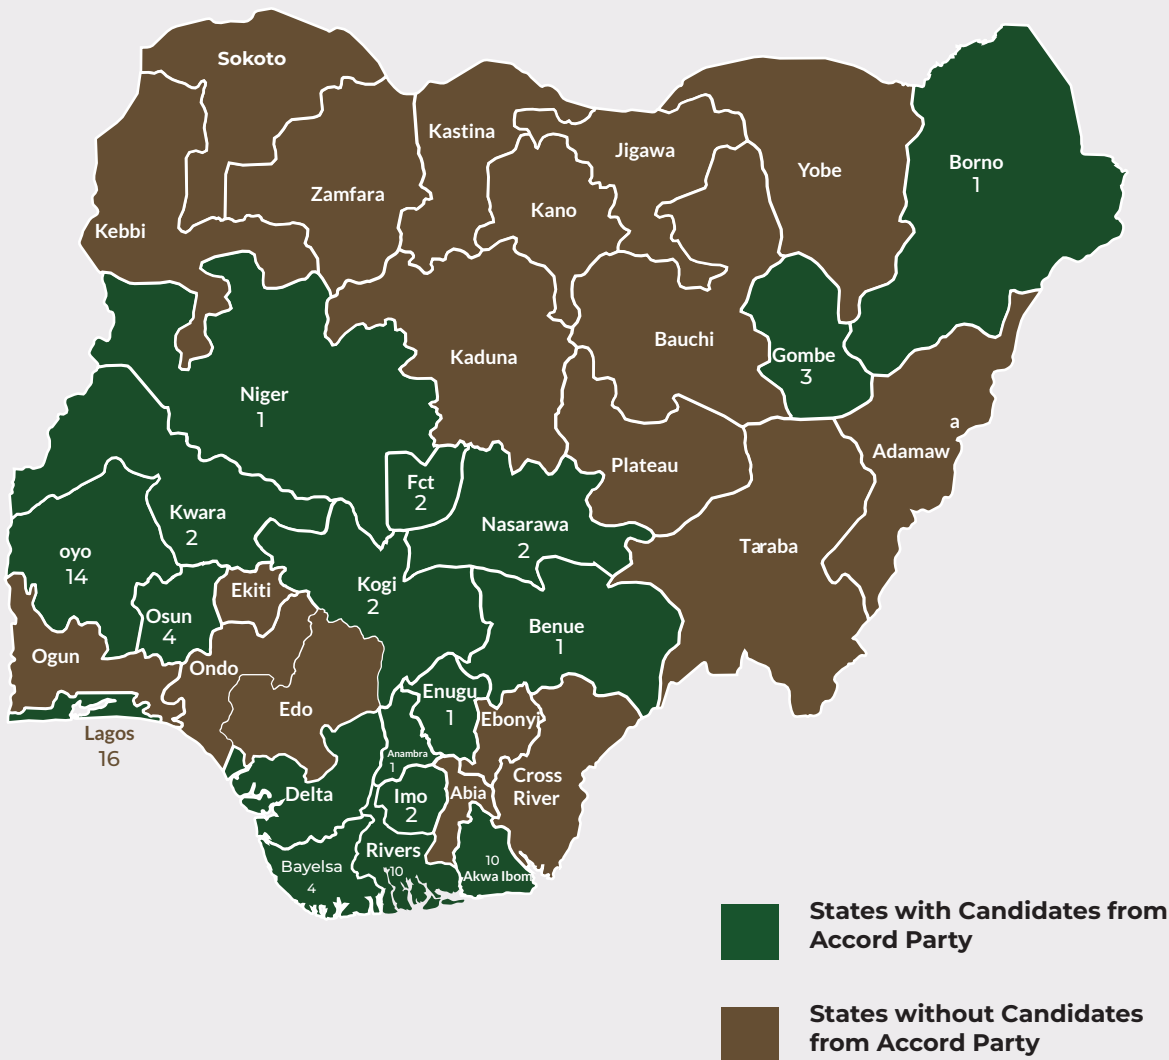 Sokoto
Kastina
Jigawa
Yobe
Borno
1
Zamfara
Kano
Kebbi
Kaduna
Bauchi
Gombe
3
Niger
1
a
Adamaw
Plateau
Fct
2
Kwara
2
Nasarawa
2
Taraba
oyo
14
Kogi
2
Ekiti
Osun
4
Benue
1
Ogun
Ondo
Edo
Enugu
1
Ebonyi
Lagos
16
Anambra
1
Cross
River
Delta
Imo
2
Abia
Rivers
10
Bayelsa
4
10
Akwa Ibom
States with Candidates from
Accord Party
States without Candidates
from Accord Party